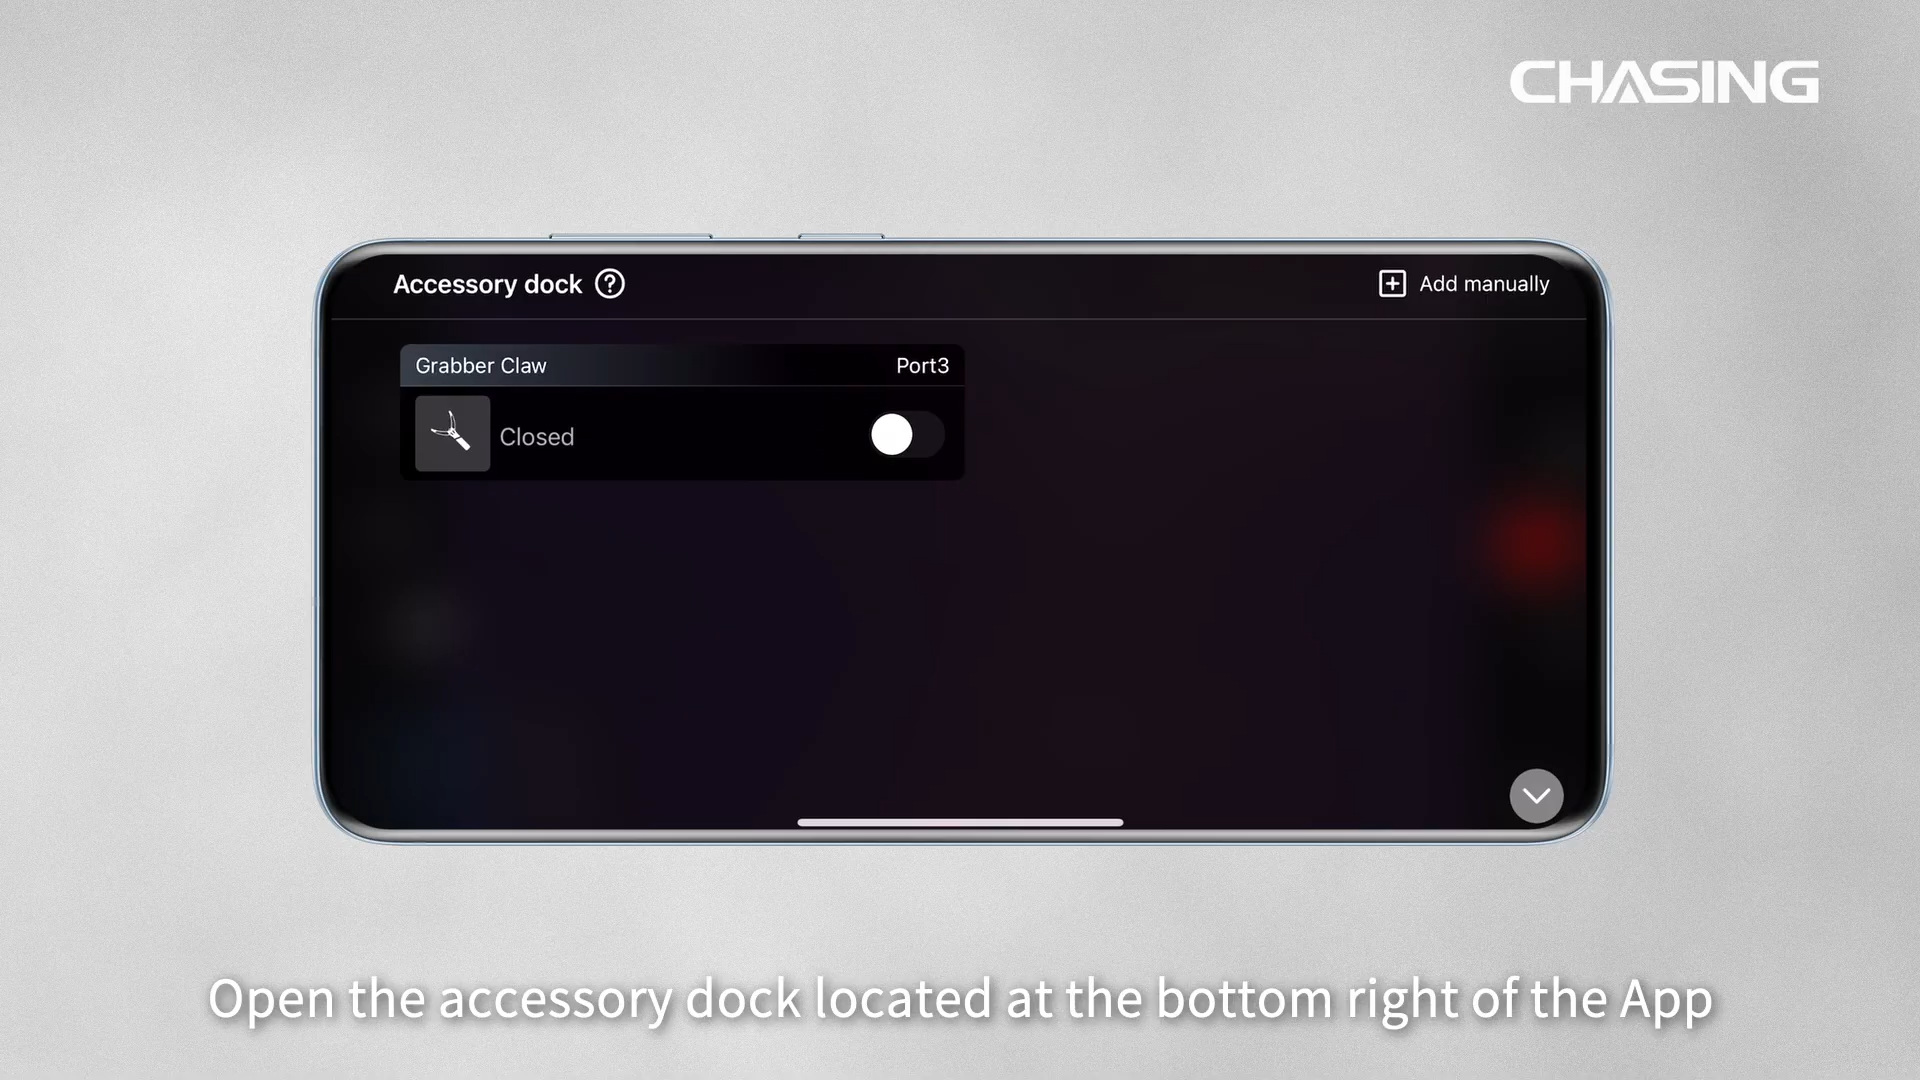 CHASING
Accessory dock ?
Add manually
Grabber Claw
Port3
Closed
Open the accessory dock located at the bottom right of the App